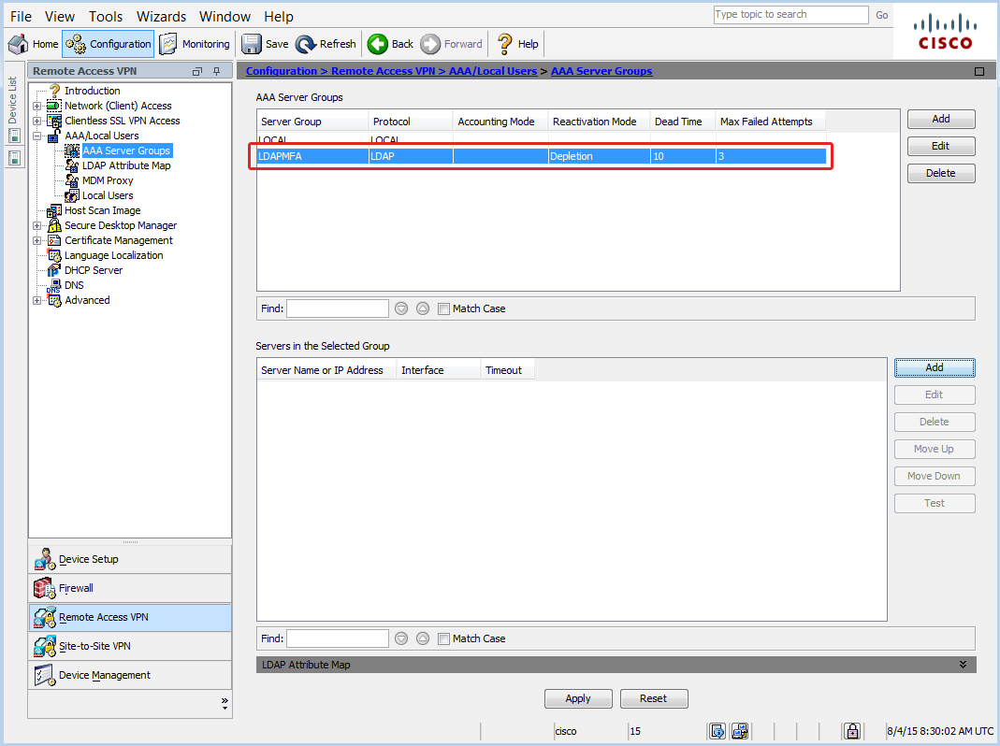 File View Tools Wizards Window Help
Type topic to search Go
CISCO
Home Configuration Monitoring Save Refresh Back Forward Help
Device List
Remote Access VPN
Introduction
Network (Client) Access
Clientless SSL VPN Access
AAA/Local Users
AAA Server Groups
LDAP Attribute Map
MDM Proxy
Local Users
Host Scan Image
Secure Desktop Manager
Certificate Management
Language Localization
DHCP Server
DNS
DNS
Advanced
Device Setup
Firewall
Remote Access VPN
Site-to-Site VPN
Device Management
Configuration > Remote Access VPN > AAA/Local Users > AAA Server Groups
AAA Server Groups
Server Group Protocol Accounting Mode Reactivation Mode Dead Time Max Failed Attempts
LOCAL LOCAL
LDAPMFA LDAP Depletion 10 3
Add
Edit
Delete
Find: Match Case
Servers in the Selected Group
Server Name or IP Address Interface Timeout
Add
Edit
Delete
Move Up
Move Down
Test
Find: Match Case
LDAP Attribute Map
Apply Reset
cisco 15 8/4/15 8:30:02 AM UTC